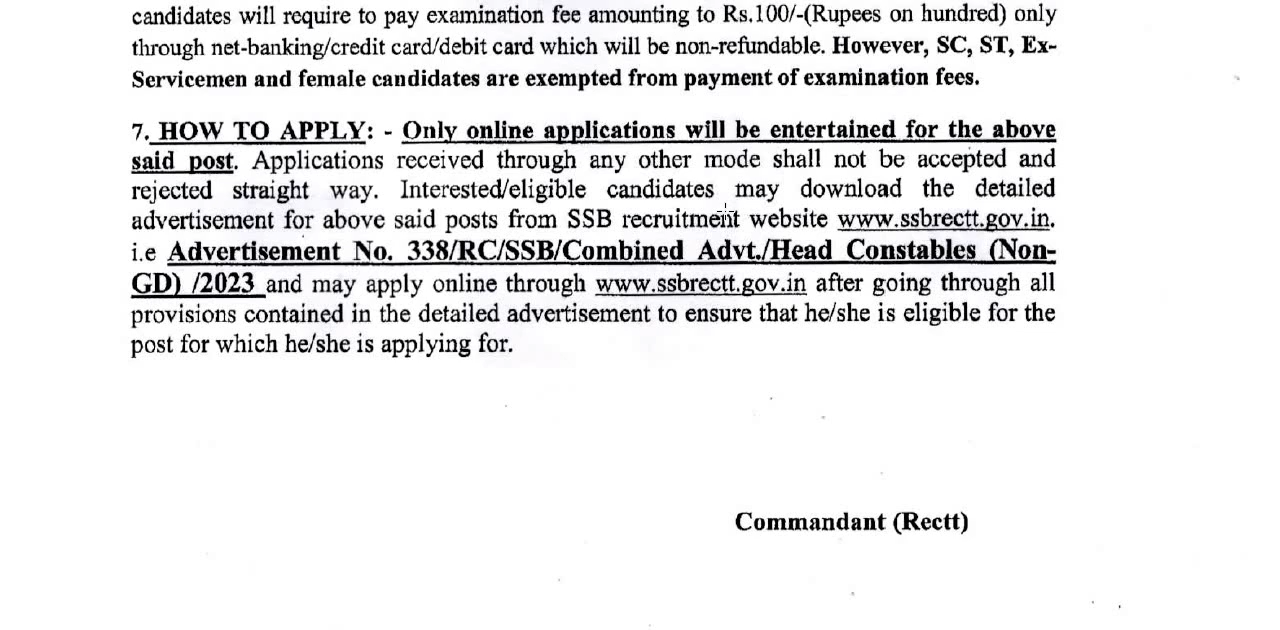 candidates will require to pay examination fee amounting to Rs.100/-(Rupees on hundred) only
through net-banking/credit card/debit card which will be non-refundable. However, SC, ST, Ex-
Servicemen and female candidates are exempted from payment of examination fees.
7. HOW TO APPLY: - Only online applications will be entertained for the above
said post. Applications received through any other mode shall not be accepted and
rejected straight way. Interested/eligible candidates may download the detailed
advertisement for above said posts from SSB recruitment website www.ssbrectt.gov.in.
i.e Advertisement No. 338/RC/SSB/Combined Advt./Head Constables (Non-
GD) /2023 and may apply online through www.ssbrectt.gov.in after going through all
provisions contained in the detailed advertisement to ensure that he/she is eligible for the
post for which he/she is applying for.
Commandant (Rectt)